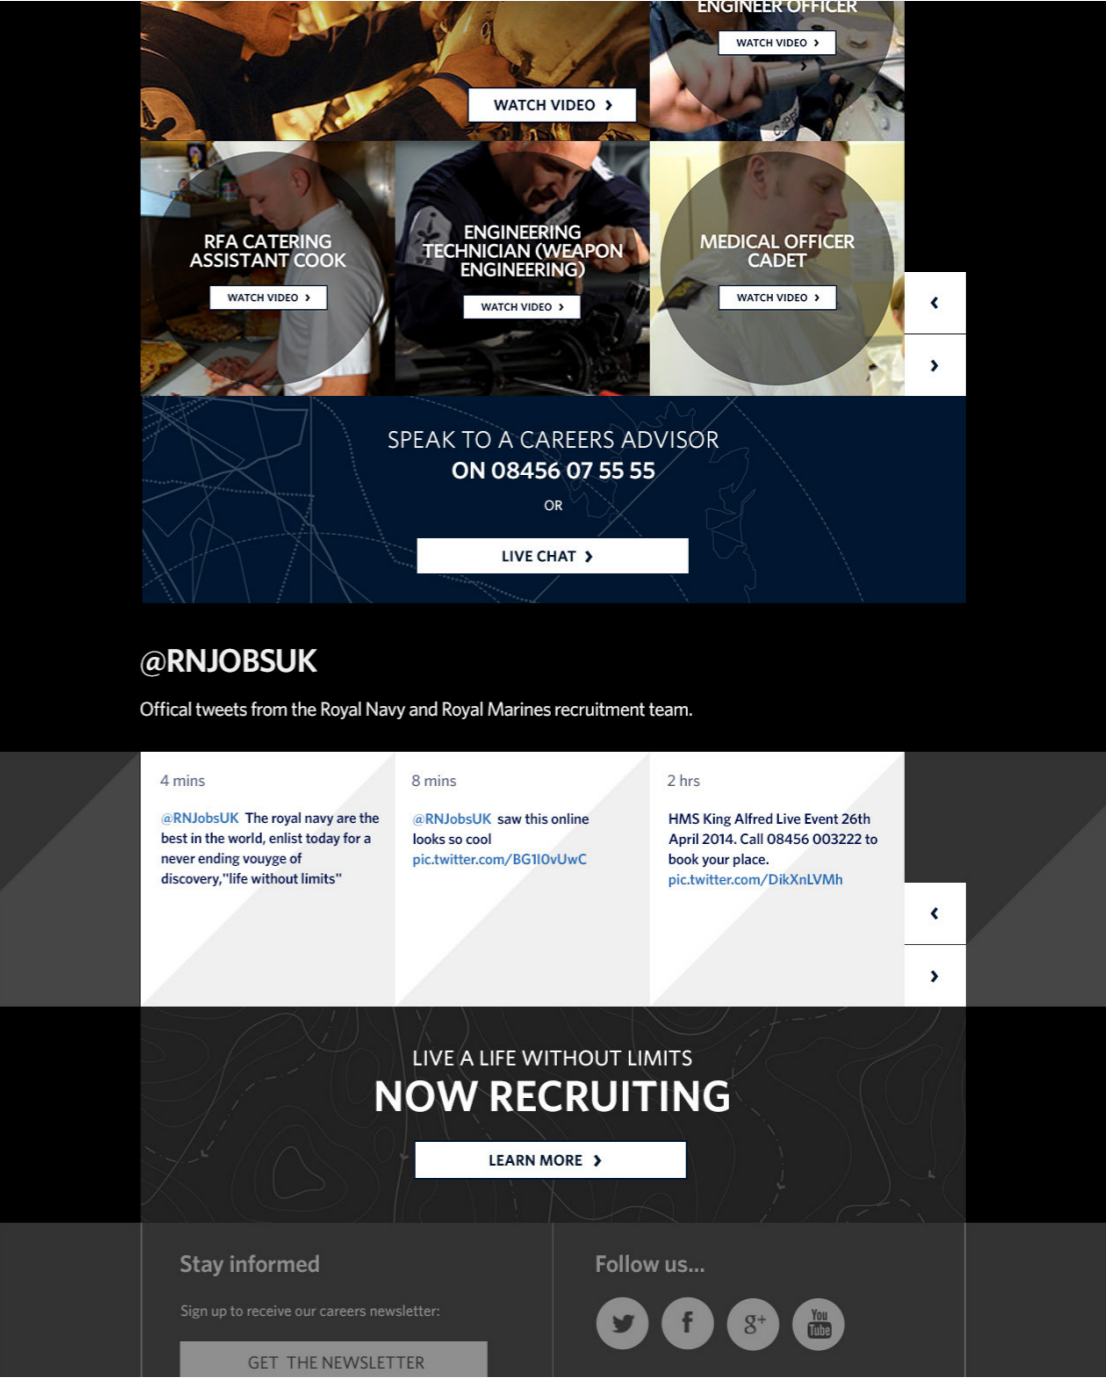 ENGINEER OFFICER
WATCH VIDEO ›
WATCH VIDEO ›
RFA CATERING
ASSISTANT COOK
WATCH VIDEO ›
ENGINEERING
TECHNICIAN (WEAPON
ENGINEERING)
WATCH VIDEO ›
MEDICAL OFFICER
CADET
WATCH VIDEO ›
SPEAK TO A CAREERS ADVISOR
ON 08456 07 55 55
OR
LIVE CHAT ›
@RNJOBSUK
Offical tweets from the Royal Navy and Royal Marines recruitment team.
4 mins
@RNJobsUK The royal navy are the
best in the world, enlist today for a
never ending vouyge of
discovery,"life without limits"
8 mins
@RNJobsUK saw this online
looks so cool
pic.twitter.com/BG1l0vUwC
2 hrs
HMS King Alfred Live Event 26th
April 2014. Call 08456 003222 to
book your place.
pic.twitter.com/DikXnLVMh
LIVE A LIFE WITHOUT LIMITS
NOW RECRUITING
LEARN MORE ›
Stay informed
Sign up to receive our careers newsletter:
GET THE NEWSLETTER
Follow us...
g+
You
Tube